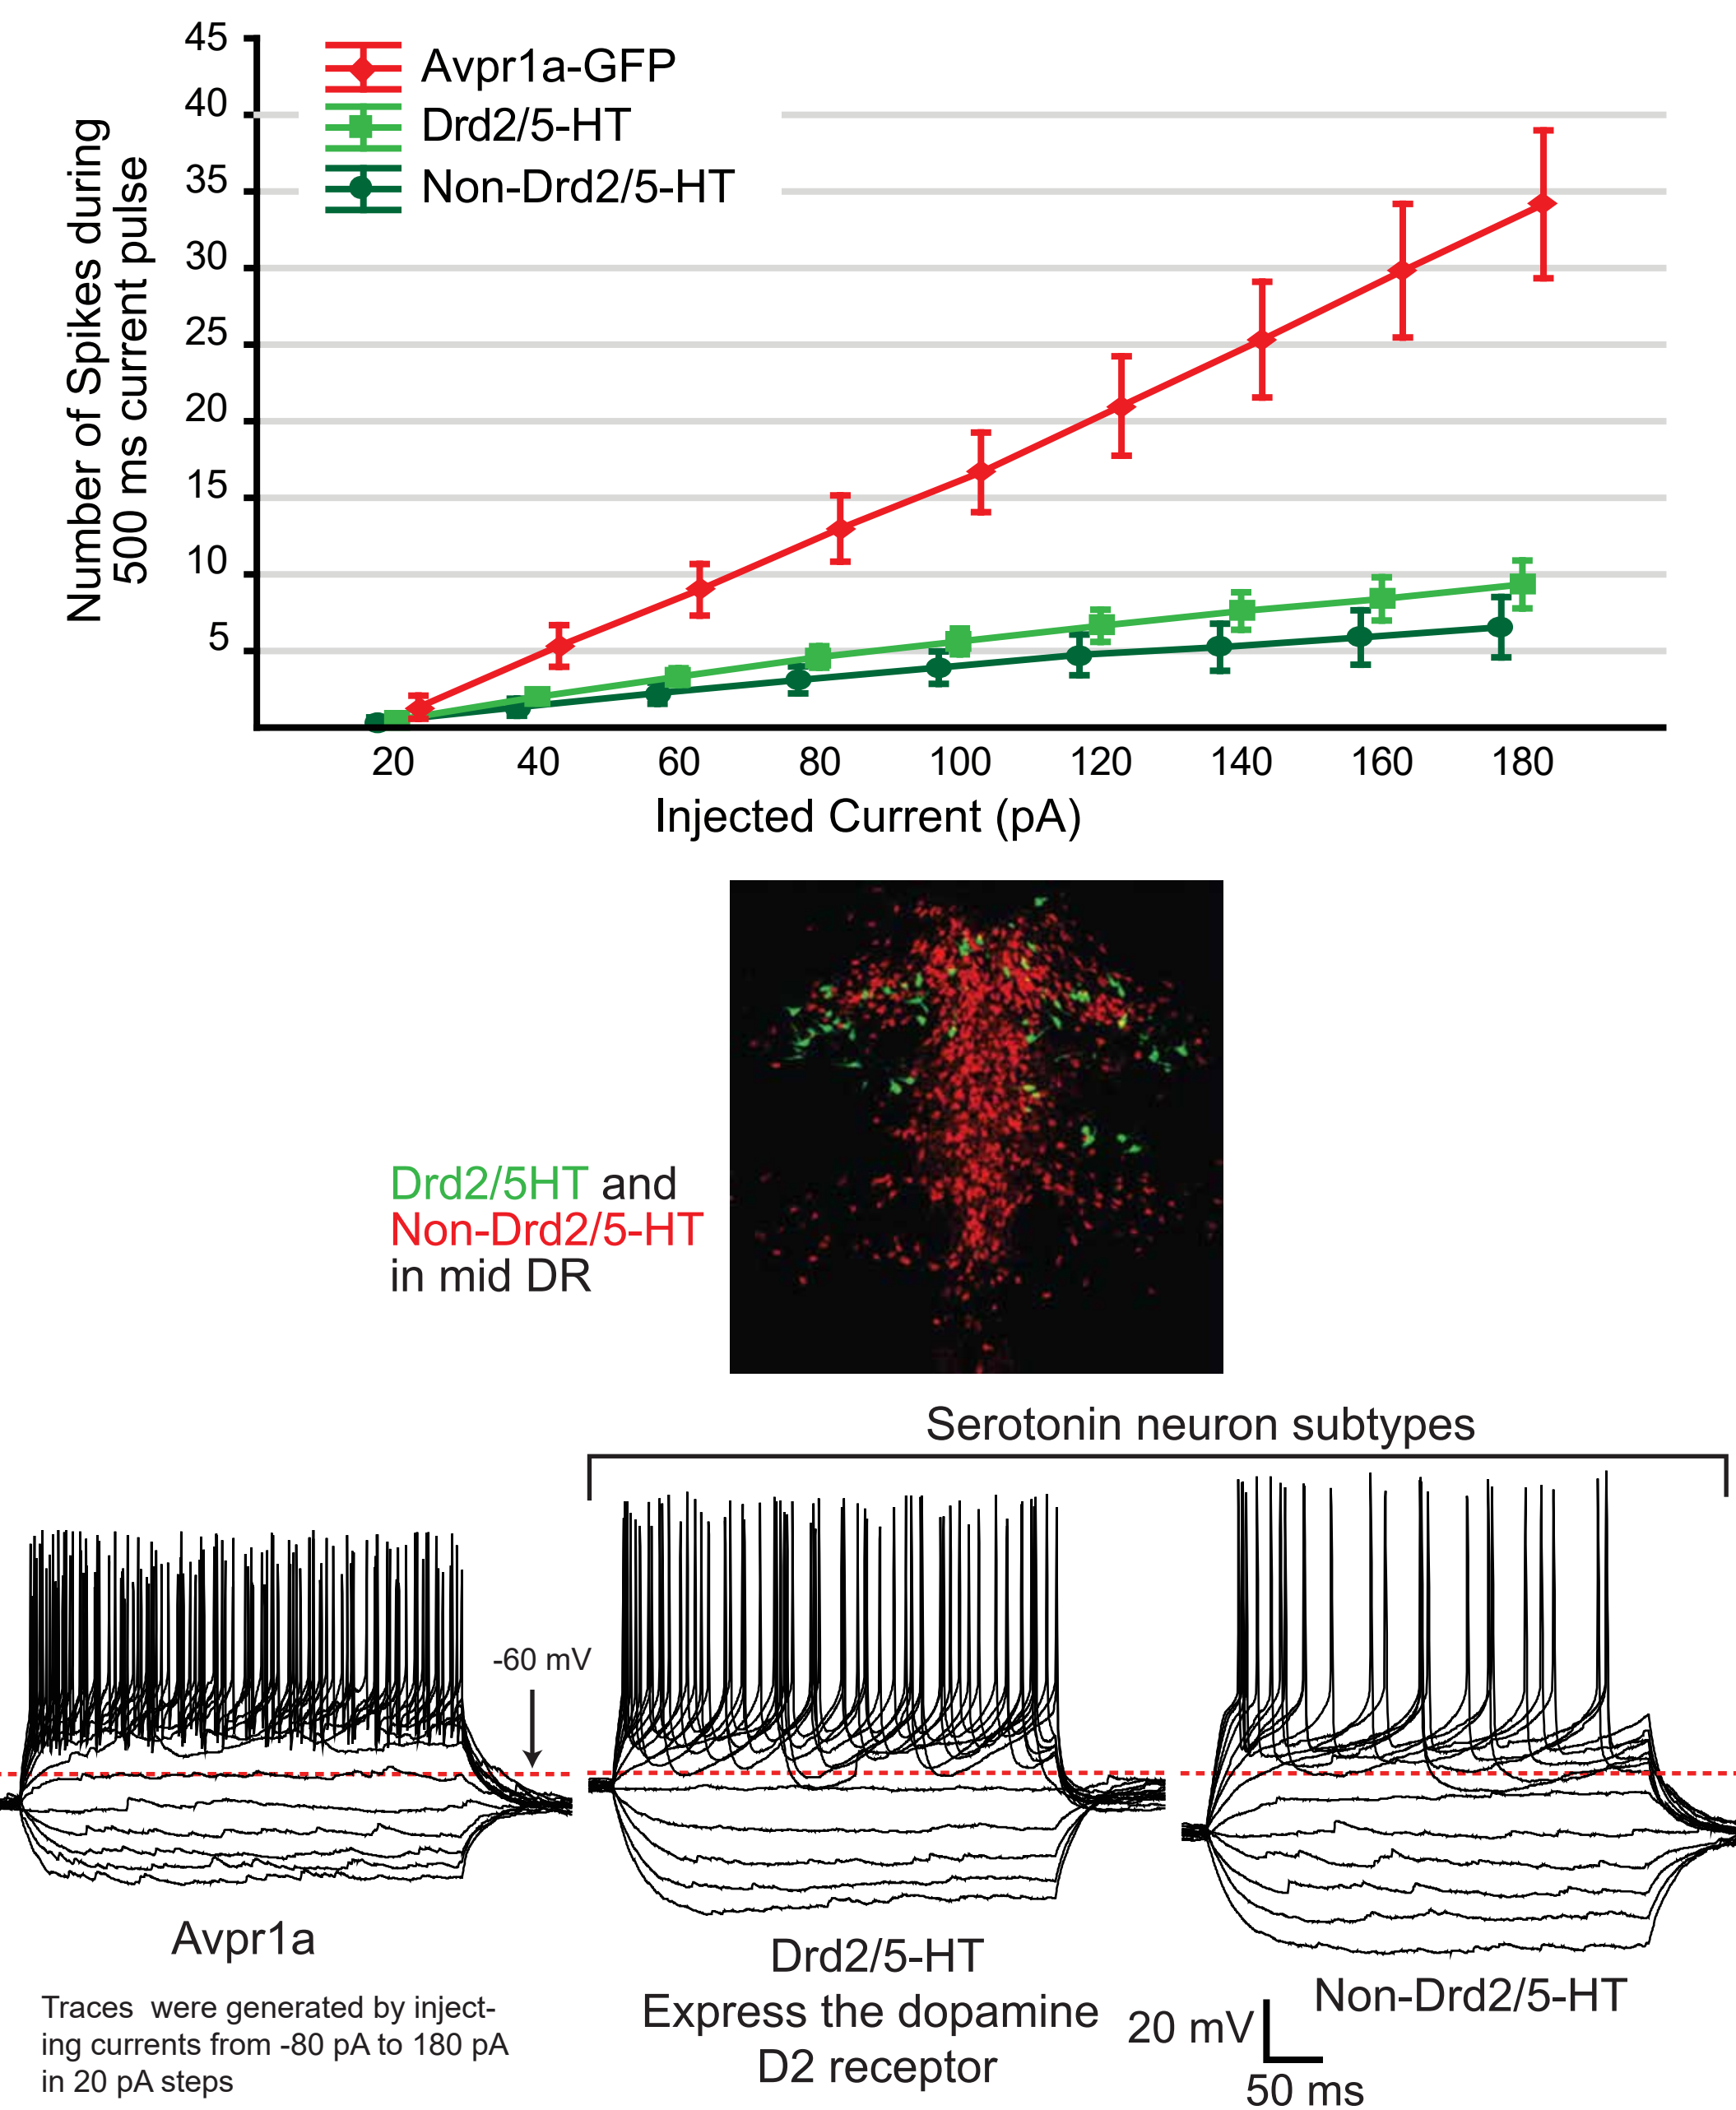 45
40
35
30
25
20
15
10
5
Number of Spikes during
500 ms current pulse
Avpr1a-GFP
Drd2/5-HT
Non-Drd2/5-HT
20 40 60 80 100 120 140 160 180
Injected Current (pA)
Drd2/5HT and
Non-Drd2/5-HT
in mid DR
Serotonin neuron subtypes
-60 mV
Avpr1a
Traces were generated by inject-
ing currents from -80 pA to 180 pA
in 20 pA steps
Drd2/5-HT
Express the dopamine
D2 receptor
Non-Drd2/5-HT
20 mV
50 ms